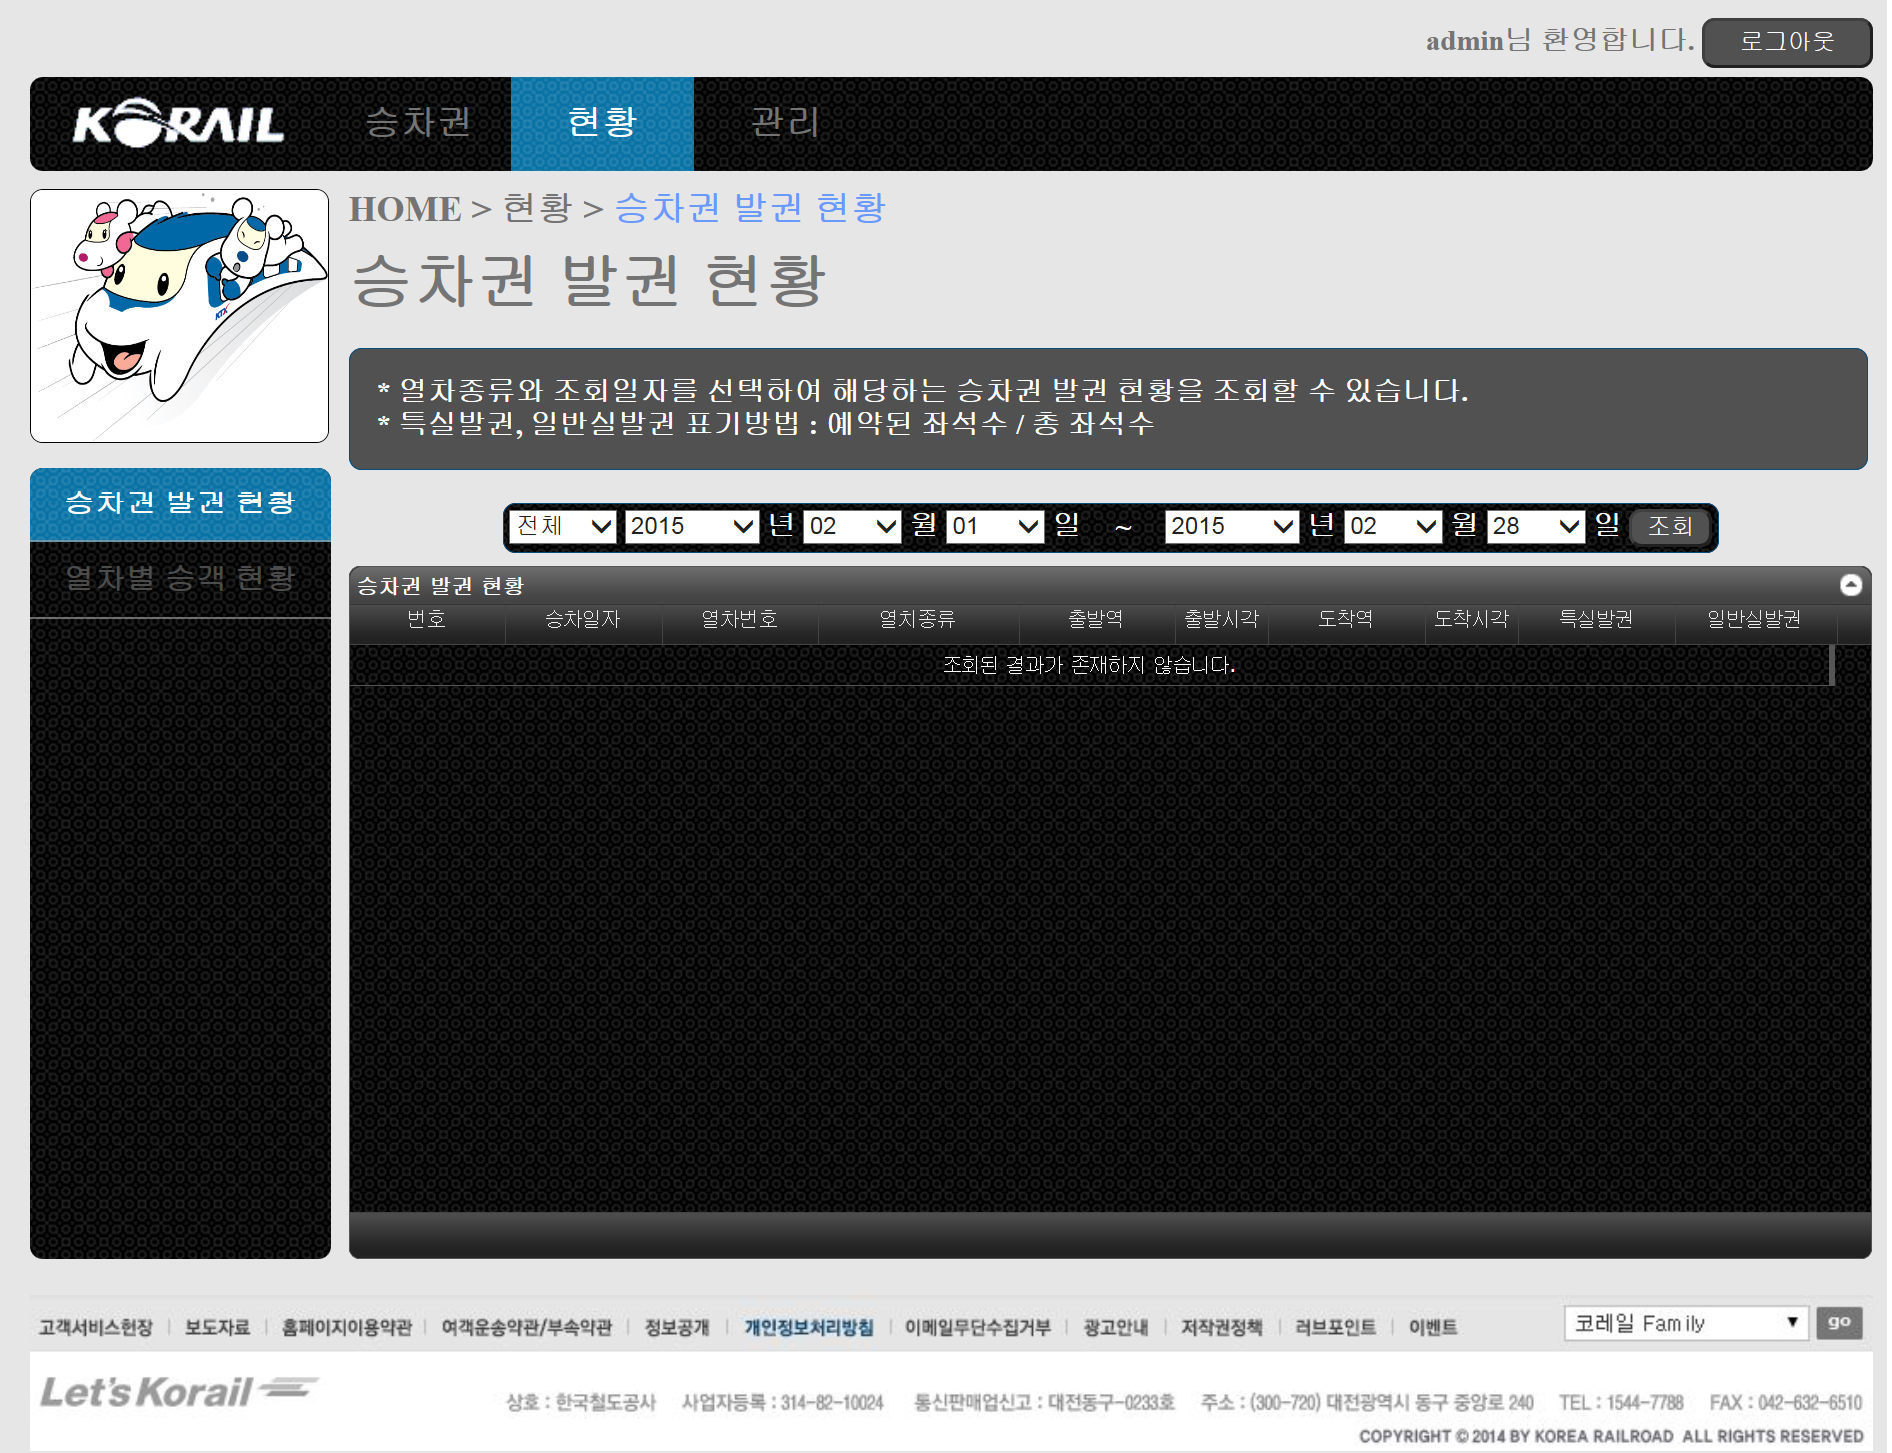 admin님 환영합니다. 로그아웃
KORAIL 승차권 현황 관리
HOME > 현황 > 승차권 발권 현황
승차권 발권 현황
KTX
* 열차종류와 조회일자를 선택하여 해당하는 승차권 발권 현황을 조회할 수 있습니다.
* 특실발권, 일반실발권 표기방법 : 예약된 좌석수 / 총 좌석수
승차권 발권 현황
열차별 승객 현황
전체 2015 년 02 월 01 일 ~ 2015 년 02 월 28 일 조회
승차권 발권 현황
번호 승차일자 열차번호 열치종류 출발역 출발시각 도착역 도착시각 특실발권 일반실발권
조회된 결과가 존재하지 않습니다.
고객서비스헌장 | 보도자료 | 홈페이지이용약관 | 여객운송약관/부속약관 | 정보공개 | 개인정보처리방침 | 이메일무단수집거부 | 광고안내 | 저작권정책 | 러브포인트 | 이벤트 코레일 Family ▼ go
Let's Korail
상호 : 한국철도공사 사업자등록 : 314-82-10024 통신판매업신고 : 대전동구-0233호 주소 : (300-720) 대전광역시 동구 중앙로 240 TEL : 1544-7788 FAX : 042-632-6510
COPYRIGHT © 2014 BY KOREA RAILROAD ALL RIGHTS RESERVED